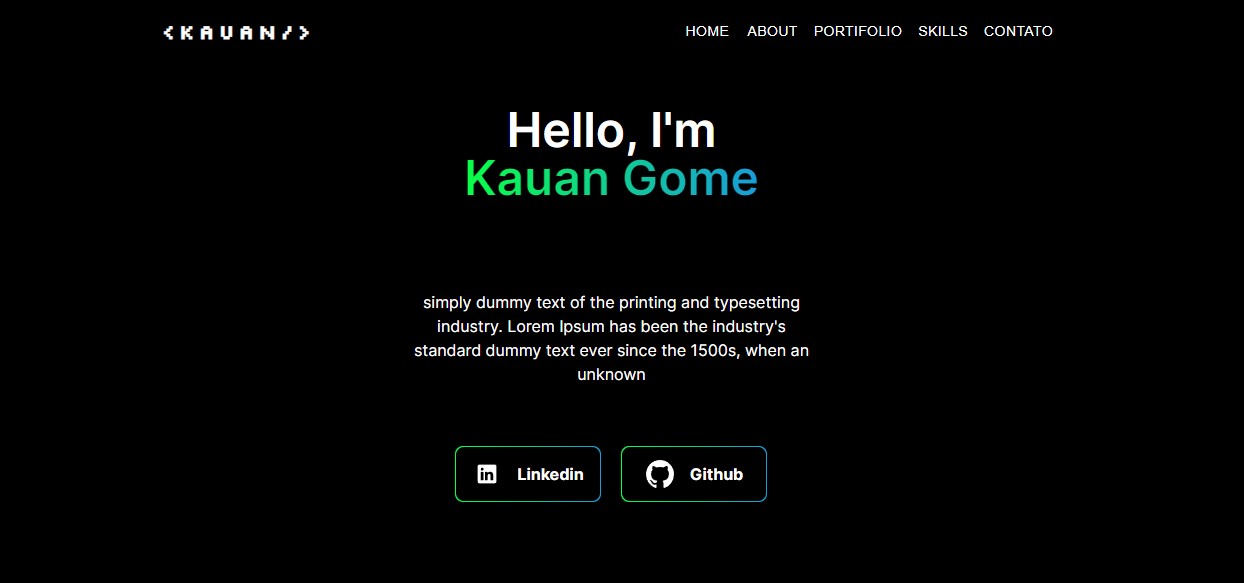 <KAUAN/>
HOME ABOUT PORTIFOLIO SKILLS CONTATO
Hello, I'm
Kauan Gome
simply dummy text of the printing and typesetting
industry. Lorem Ipsum has been the industry's
standard dummy text ever since the 1500s, when an
unknown
Linkedin Github